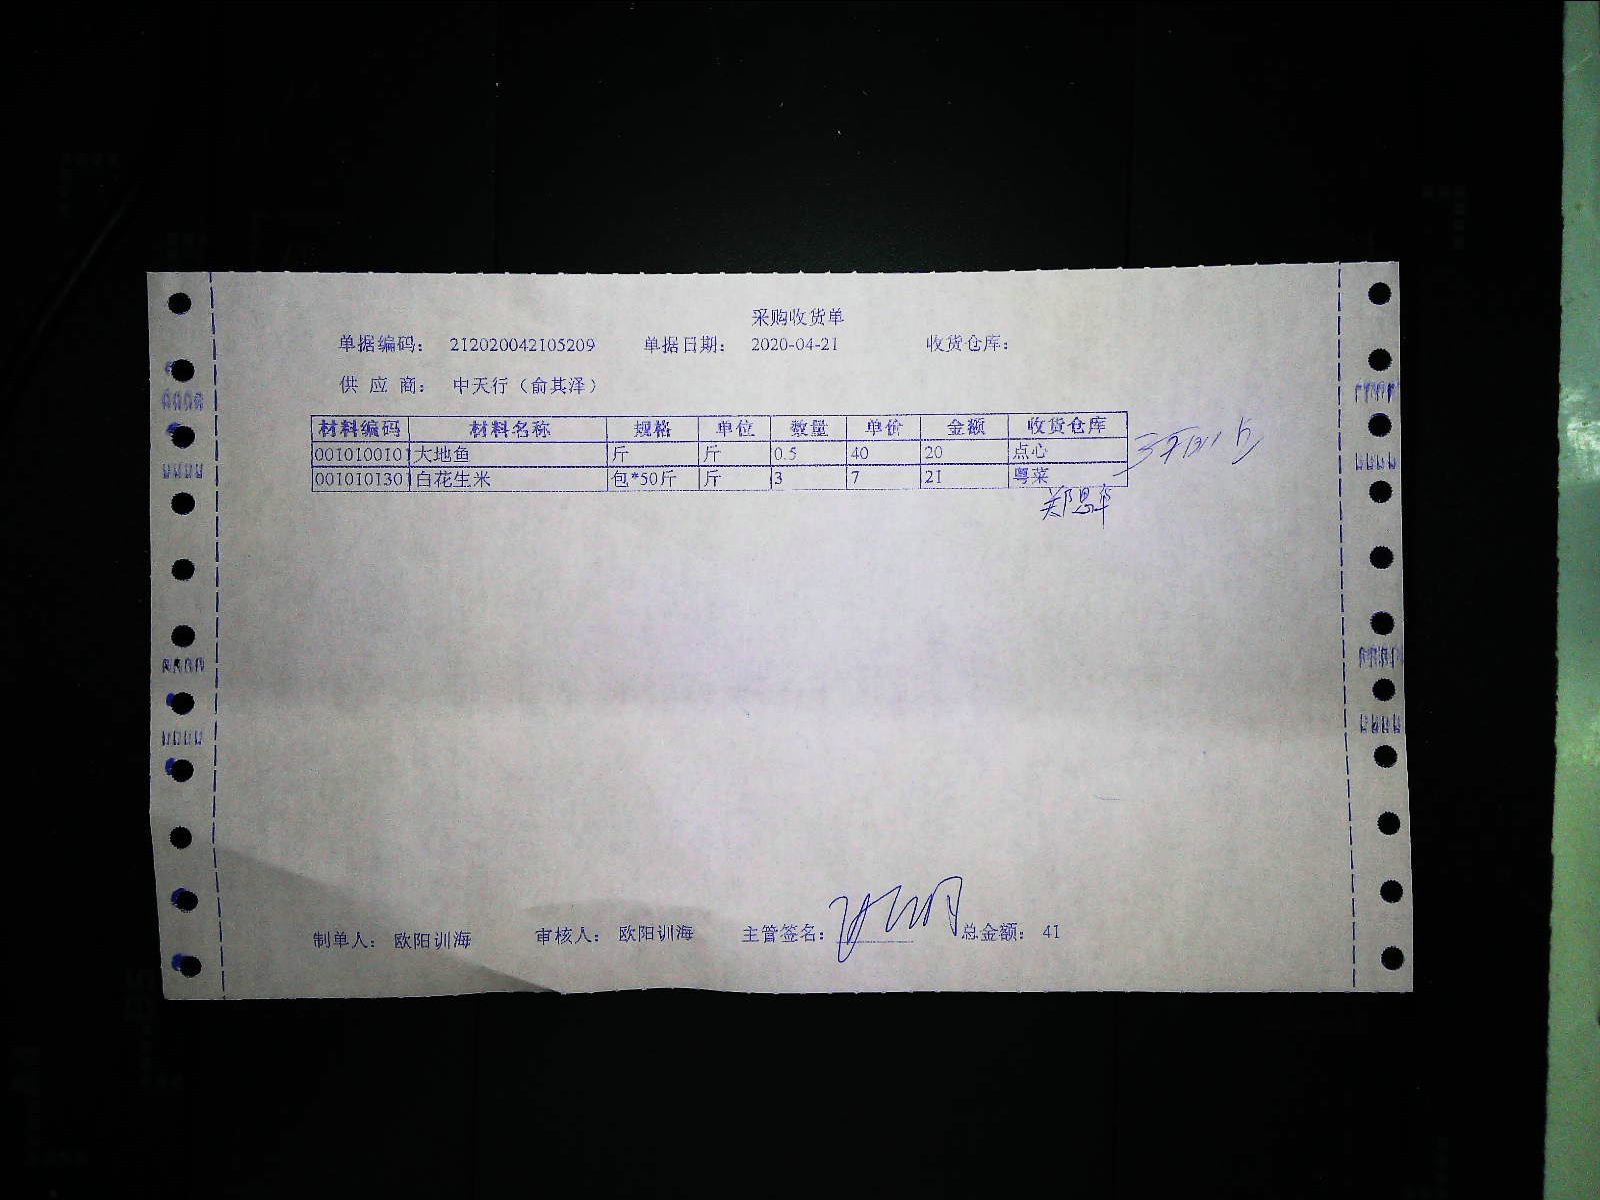 采购收货单
单据编码： 212020042105209 单据日期： 2020-04-21 收货仓库：
供 应 商： 中天行（俞其泽）
材料编码 材料名称 规格 单位 数量 单价 金额 收货仓库
0010100101 大地鱼 斤 斤 0.5 40 20 点心
001010130 白花生米 包*50斤 斤 3 7 21 粤菜
郑思华
制单人： 欧阳训海 审核人： 欧阳训海 主管签名： 总金额： 41